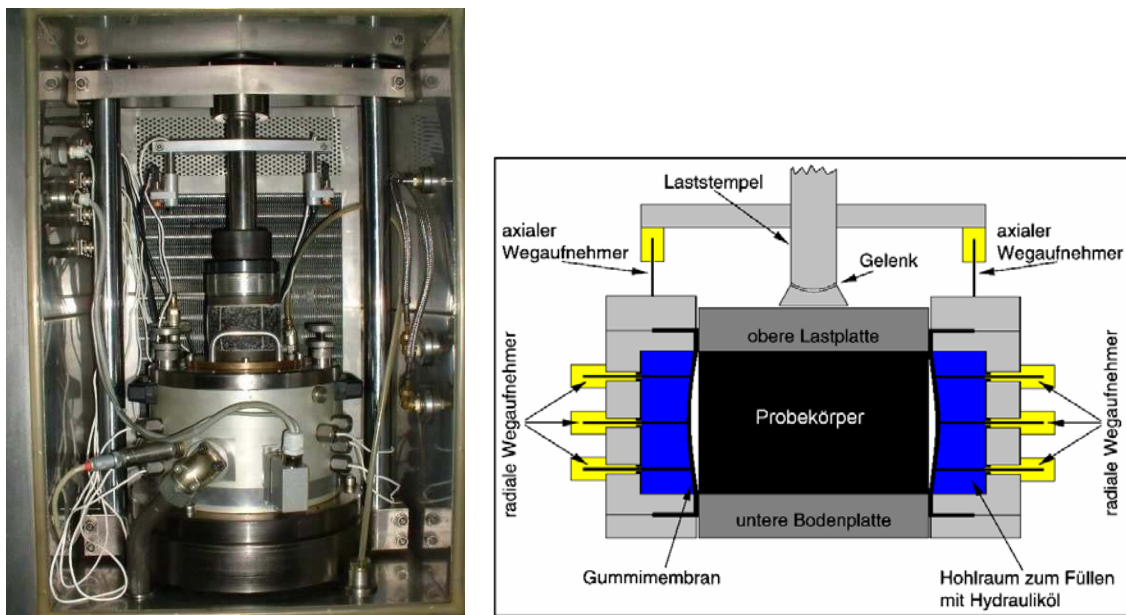 Laststempel
axialer
Wegaufnehmer
axialer
Wegaufnehmer
Gelenk
obere Lastplatte
radiale Wegaufnehmer
Probekörper
radiale Wegaufnehmer
untere Bodenplatte
Gummimembran
Hohlraum zum Füllen
mit Hydrauliköl